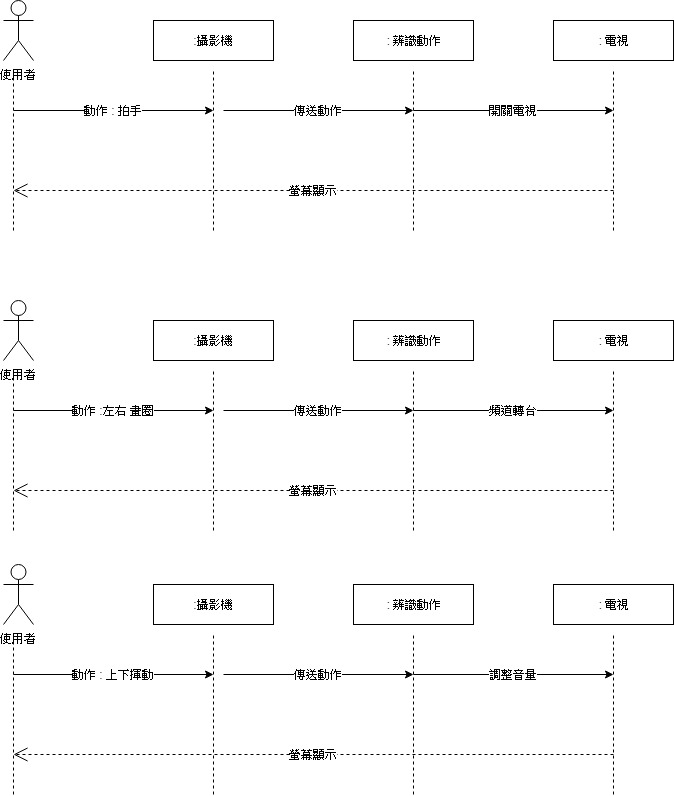 :攝影機
: 辨識動作
: 電視
使用者
動作 : 拍手
傳送動作
開關電視
螢幕顯示
:攝影機
: 辨識動作
: 電視
使用者
動作 :左右 畫圈
傳送動作
頻道轉台
螢幕顯示
:攝影機
: 辨識動作
: 電視
使用者
動作 : 上下揮動
傳送動作
調整音量
螢幕顯示